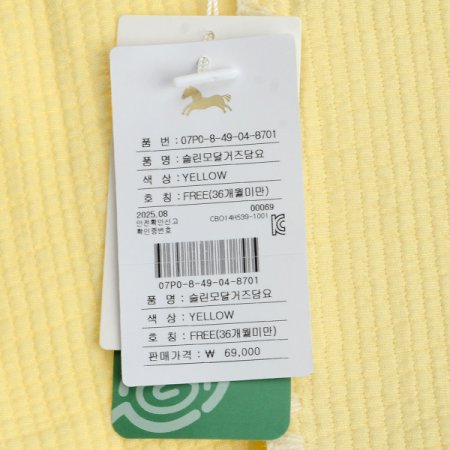 품 번 : 07P0-8-49-04-8701
품 명 : 슬린모달거즈담요
색 상 : YELLOW
호 칭 : FREE(36개월미만)
2025.08 00069
안전확인신고 CB014H539-1001
확인증번호
07P0-8-49-04-8701
품 명 : 슬린모달거즈담요
색 상 : YELLOW
호 칭 : FREE(36개월미만)
판매가격 : ₩ 69,000